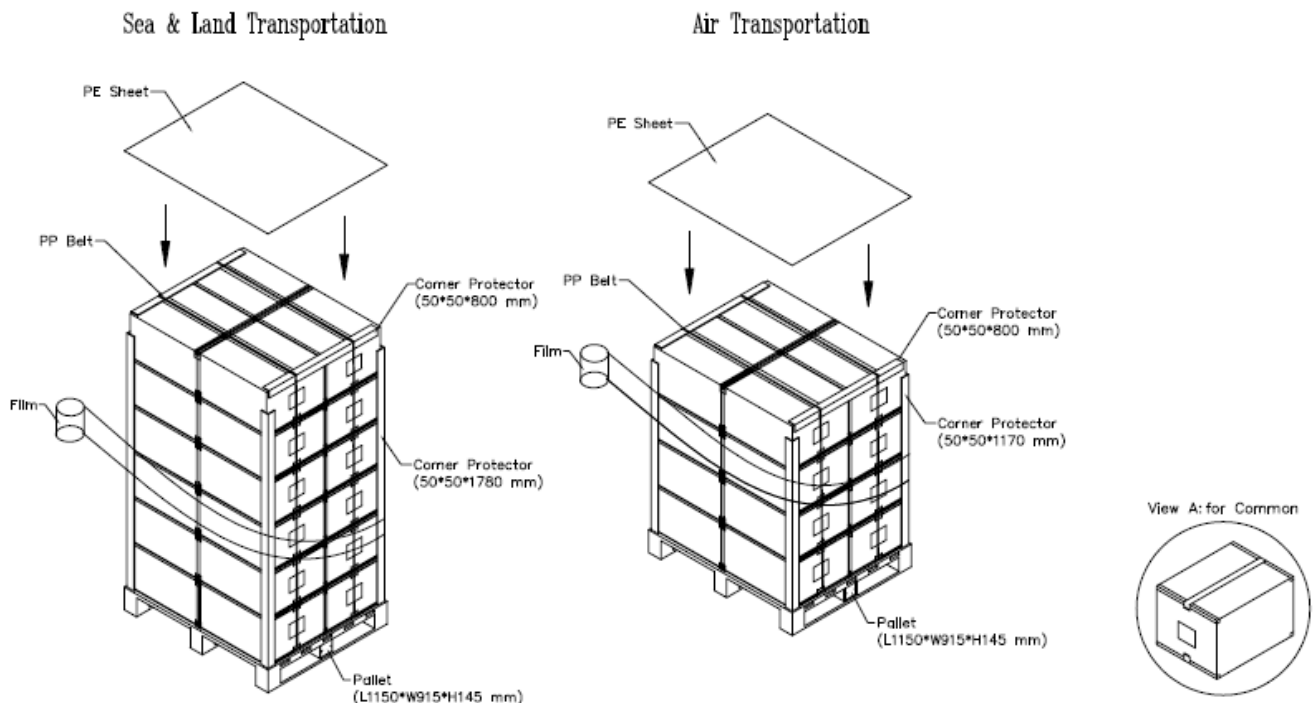 Sea & Land Transportation
PE Sheet
PP Belt
Corner Protector
(50*50*800 mm)
Film
Corner Protector
(50*50*1780 mm)
Pallet
(L1150*W915*H145 mm)
Air Transportation
PE Sheet
PP Belt
Corner Protector
(50*50*800 mm)
Film
Corner Protector
(50*50*1170 mm)
Pallet
(L1150*W915*H145 mm)
View A: for Common